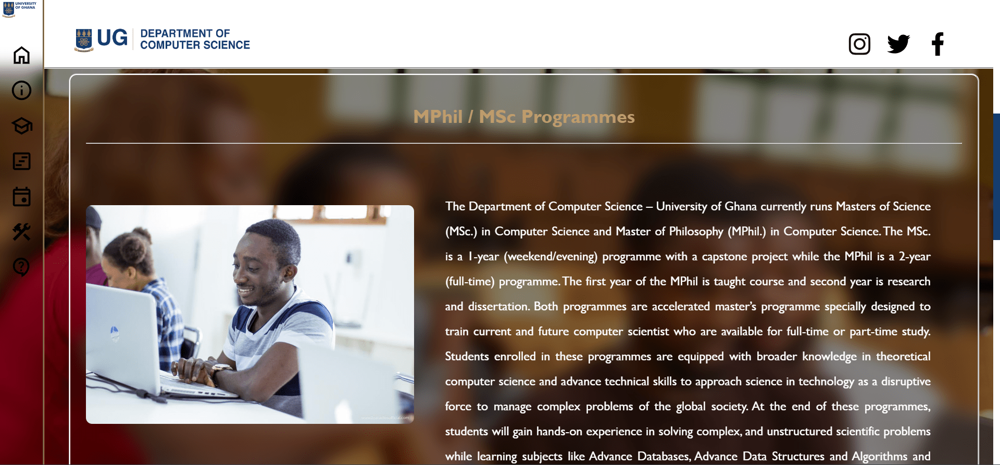 UNIVERSITY
OF GHANA
UG
DEPARTMENT OF
COMPUTER SCIENCE
MPhil / MSc Programmes
The Department of Computer Science – University of Ghana currently runs Masters of Science
(MSc.) in Computer Science and Master of Philosophy (MPhil.) in Computer Science. The MSc.
is a 1-year (weekend/evening) programme with a capstone project while the MPhil is a 2-year
(full-time) programme. The first year of the MPhil is taught course and second year is research
and dissertation. Both programmes are accelerated master’s programme specially designed to
train current and future computer scientist who are available for full-time or part-time study.
Students enrolled in these programmes are equipped with broader knowledge in theoretical
computer science and advance technical skills to approach science in technology as a disruptive
force to manage complex problems of the global society. At the end of these programmes,
students will gain hands-on experience in solving complex, and unstructured scientific problems
while learning subjects like Advance Databases, Advance Data Structures and Algorithms and